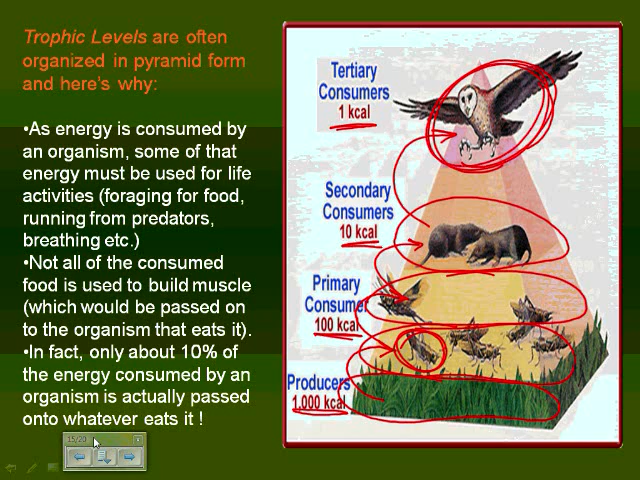 Trophic Levels are often
organized in pyramid form
and here's why:
•As energy is consumed by
an organism, some of that
energy must be used for life
activities (foraging for food,
running from predators,
breathing etc.)
•Not all of the consumed
food is used to build muscle
(which would be passed on
to the organism that eats it).
•In fact, only about 10% of
the energy consumed by an
organism is actually passed
onto whatever eats it !
Tertiary
Consumers
1 kcal
Secondary
Consumers
10 kcal
Primary
Consumer
100 kcal
Producers
1,000 kcal
15/20